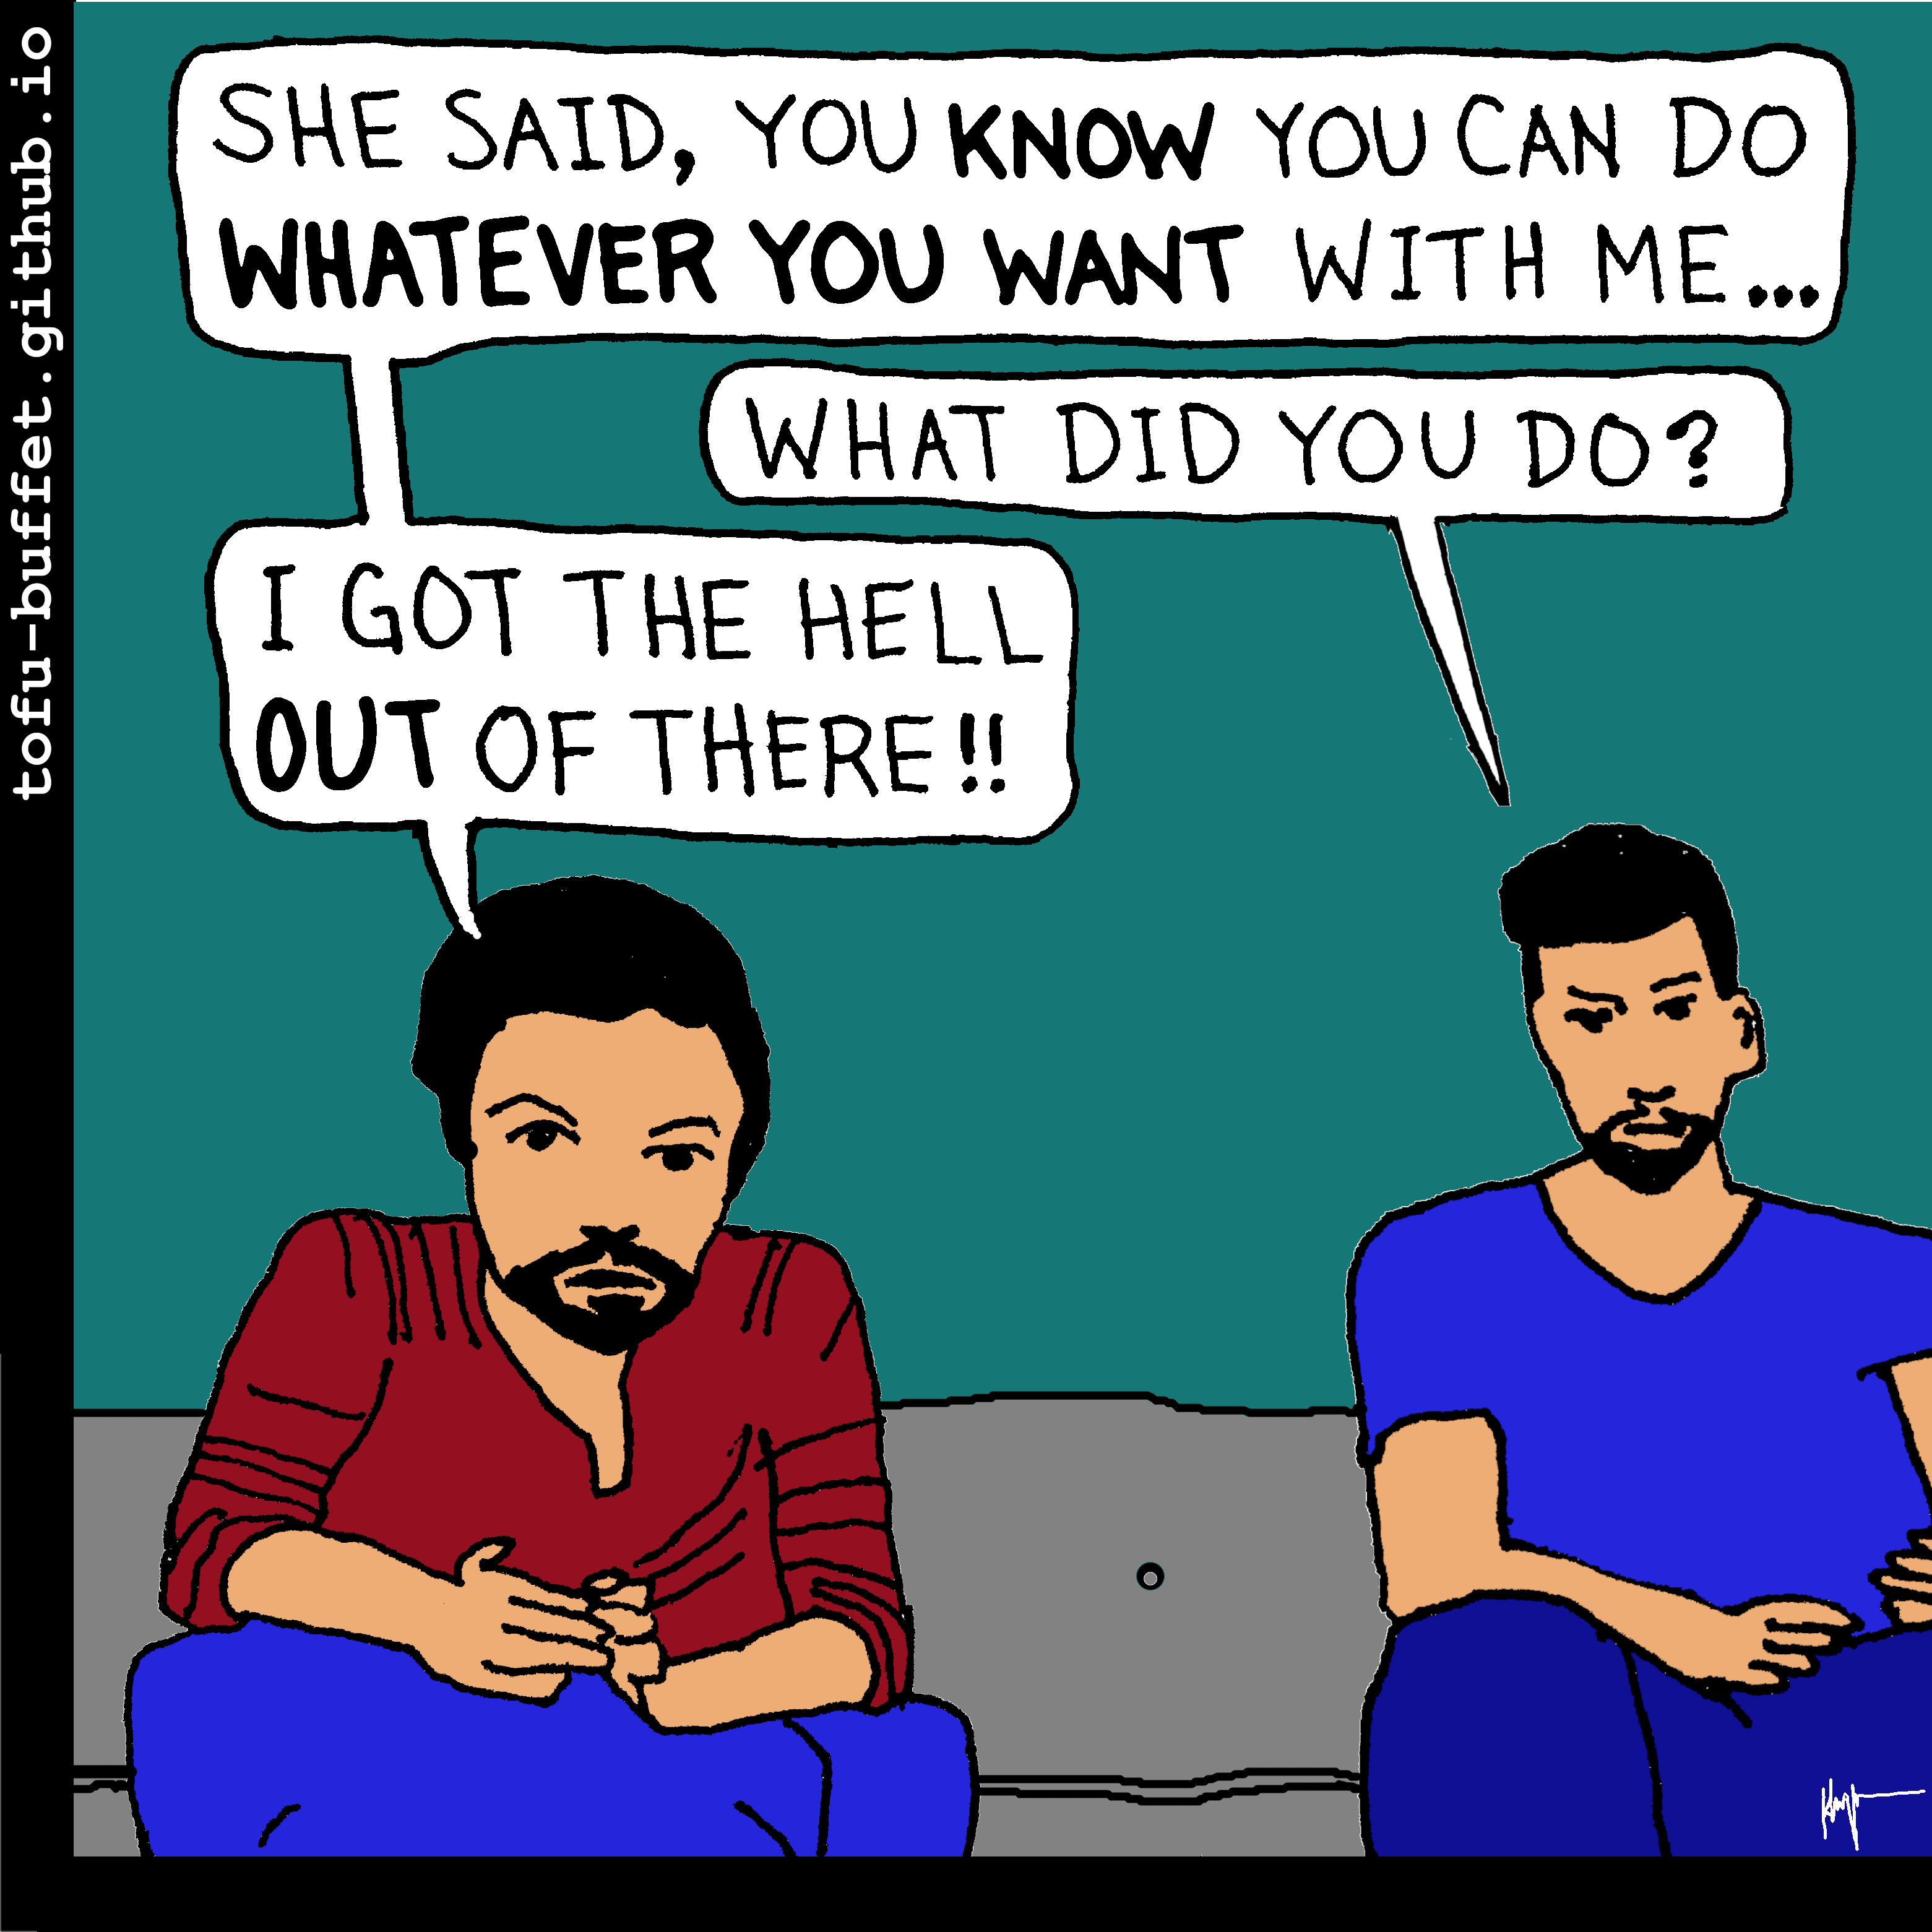 SHE SAID, YOU KNOW YOU CAN DO
WHATEVER YOU WANT WITH ME...
WHAT DID YOU DO?
I GOT THE HELL
OUT OF THERE!!
tofu-buffet.github.io